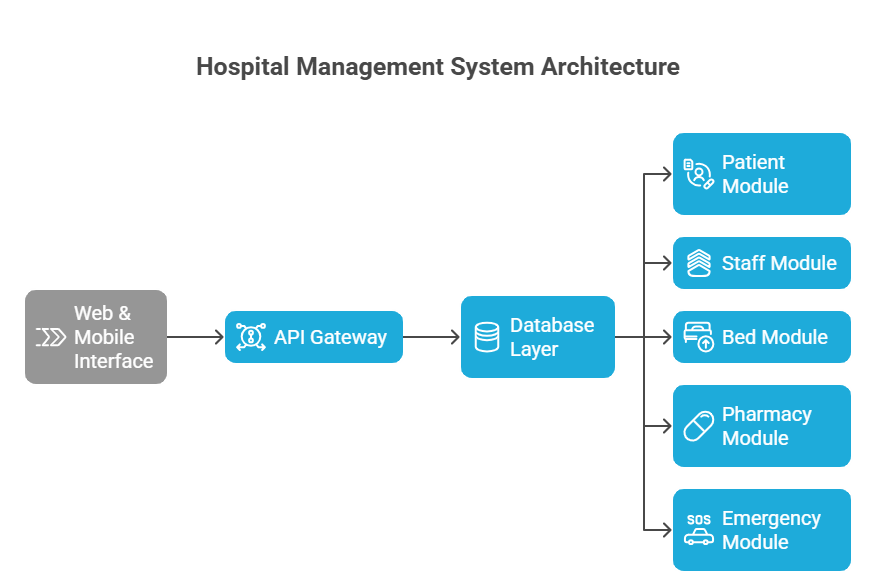 Hospital Management System Architecture
Web &
Mobile
Interface
API Gateway
Database
Layer
Patient
Module
Staff Module
Bed Module
Pharmacy
Module
SOS
Emergency
Module